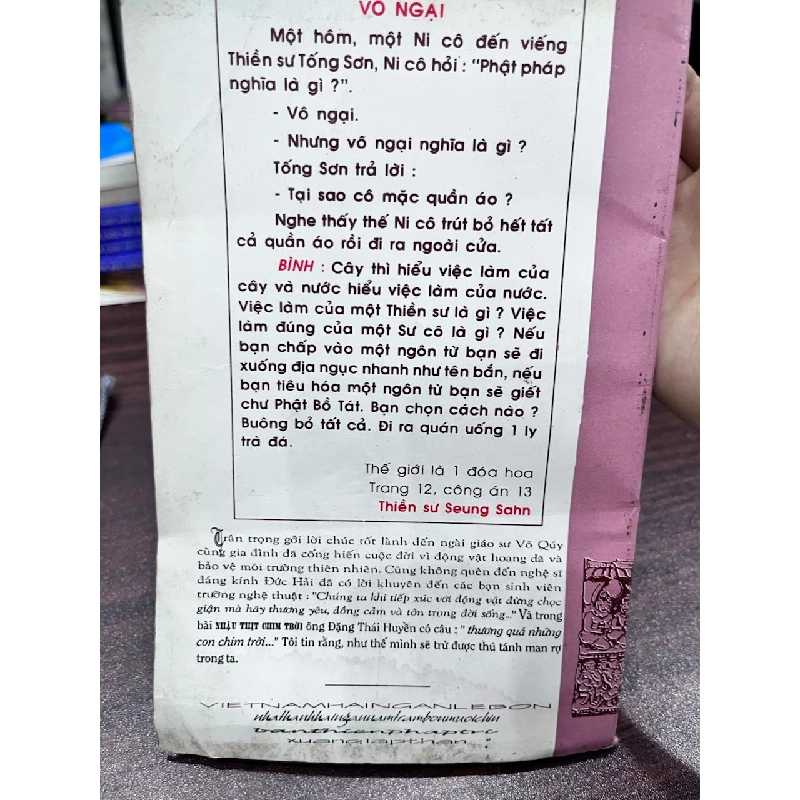 VÔ NGẠI
Một hôm, một Ni cô đến viếng
Thiền sư Tống Sơn, Ni cô hỏi : "Phật pháp
nghĩa là gì ?".
- Vô ngại.
- Nhưng vô ngại nghĩa là gì ?
Tống Sơn trả lời :
- Tại sao cô mặc quần áo ?
Nghe thấy thế Ni cô trút bỏ hết tất
cả quần áo rồi đi ra ngoài cửa.
BÌNH : Cây thì hiểu việc làm của
cây và nước hiểu việc làm của nước.
Việc làm của một Thiền sư là gì ? Việc
làm đúng của một Sư cô là gì ? Nếu
bạn chấp vào một ngôn từ bạn sẽ đi
xuống địa ngục nhanh như tên bắn, nếu
bạn tiêu hóa một ngôn từ bạn sẽ giết
chư Phật Bồ Tát. Bạn chọn cách nào ?
Buông bỏ tất cả. Đi ra quán uống 1 ly
trà đá.
Thế giới là 1 đóa hoa
Trang 12, công án 13
Thiền sư Seung Sahn
Trân trọng gởi lời chúc tốt lành đến ngài giáo sư Võ Qúy
cùng gia đình đã cống hiến cuộc đời vì động vật hoang dã và
bảo vệ môi trường thiên nhiên. Cũng không quên đến nghệ sĩ
đáng kính Đức Hải đã có lời khuyên đến các bạn sinh viên
trường nghệ thuật : "Chúng ta khi tiếp xúc với động vật đừng chọc
giận mà hãy thương yêu, đồng cảm và tôn trọng đời sống..." Và trong
bài NHẬU THỊT CHIM TRỜI ông Đặng Thái Huyền có câu : " thương quá những
con chim trời..." Tôi tin rằng, như thế mình sẽ trừ được thú tánh man rợ
trong ta.
VIETNAMHAINGANLEBON
nhathanhhaingannamtrambonmuoichin
banthienphaptri
xuanglapthan